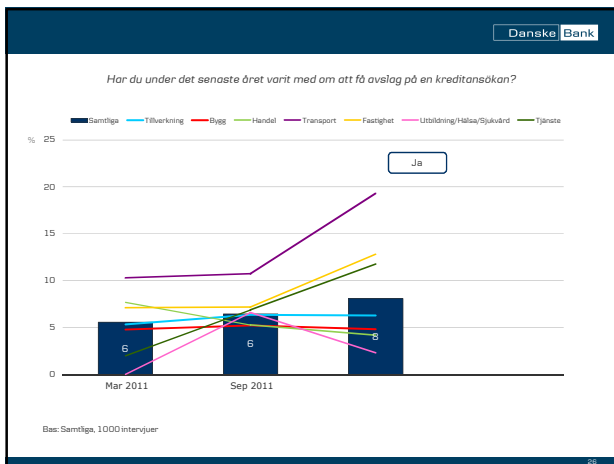 Danske Bank
Har du under det senaste året varit med om att få avslag på en kreditansökan?
Samtliga Tillverkning Bygg Handel Transport Fastighet Utbildning/Hälsa/Sjukvård Tjänste
% 25
Ja
20
15
10
8
5
6
6
0
Mar 2011 Sep 2011
Bas: Samtliga, 1000 intervjuer
26